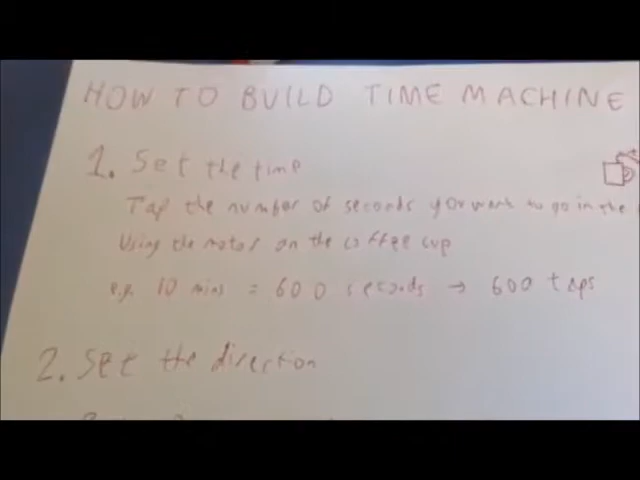 HOW TO BUILD TIME MACHINE
1. Set the time
Tap the number of seconds you want to go in the
Using the motor on the coffee cup
e.g. 10 mins = 600 seconds → 600 taps
2. Set the direction